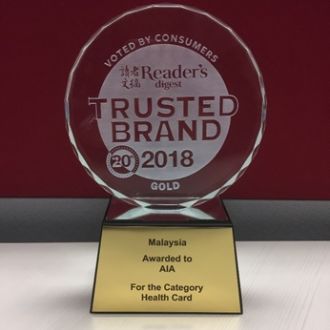 VOTED BY CONSUMERS
讀者
文摘
Reader's
digest
TRUSTED
BRAND
20 2018
GOLD
Malaysia
Awarded to
AIA
For the Category
Health Card